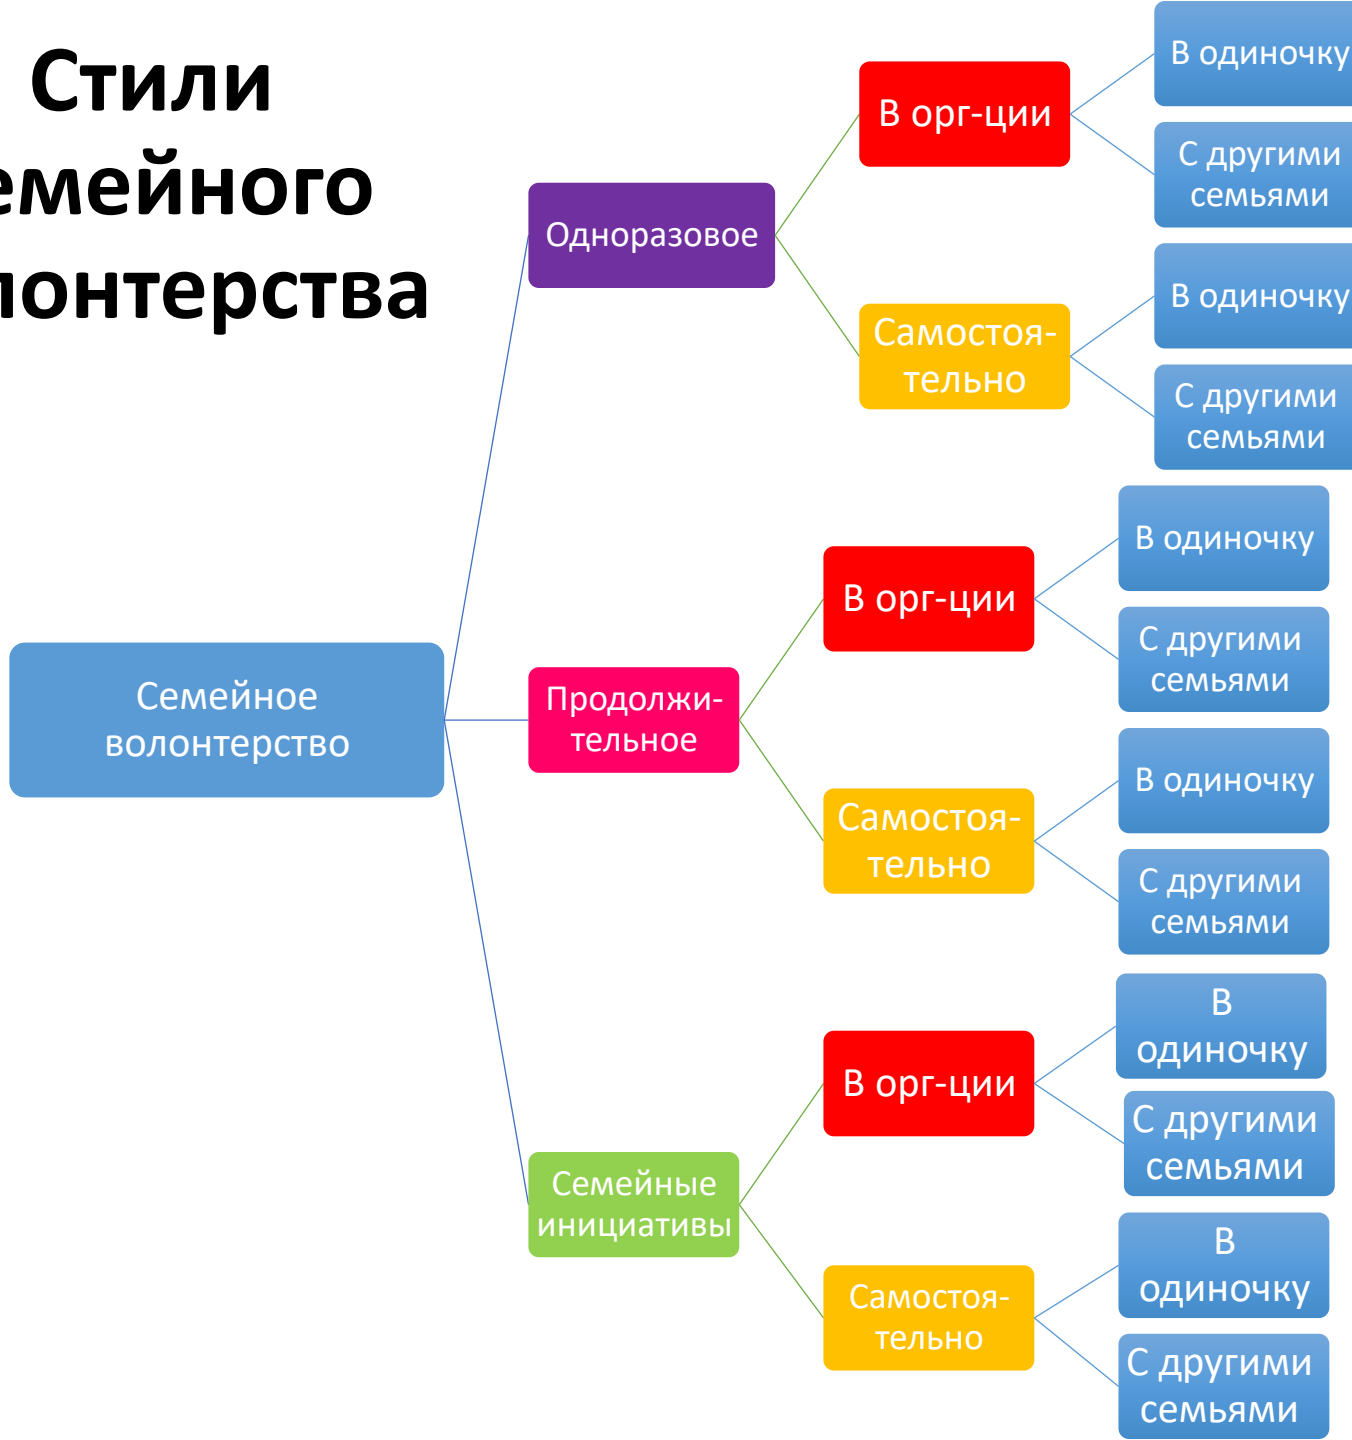 Стили
емейного
лонтерства
В одиночку
В орг-ции
С другими
семьями
Одноразовое
В одиночку
Самостоя-
тельно
С другими
семьями
В одиночку
В орг-ции
С другими
семьями
Семейное
волонтерство
Продолжи-
тельное
В одиночку
Самостоя-
тельно
С другими
семьями
В
одиночку
В орг-ции
С другими
семьями
Семейные
инициативы
В
одиночку
Самостоя-
тельно
С другими
семьями